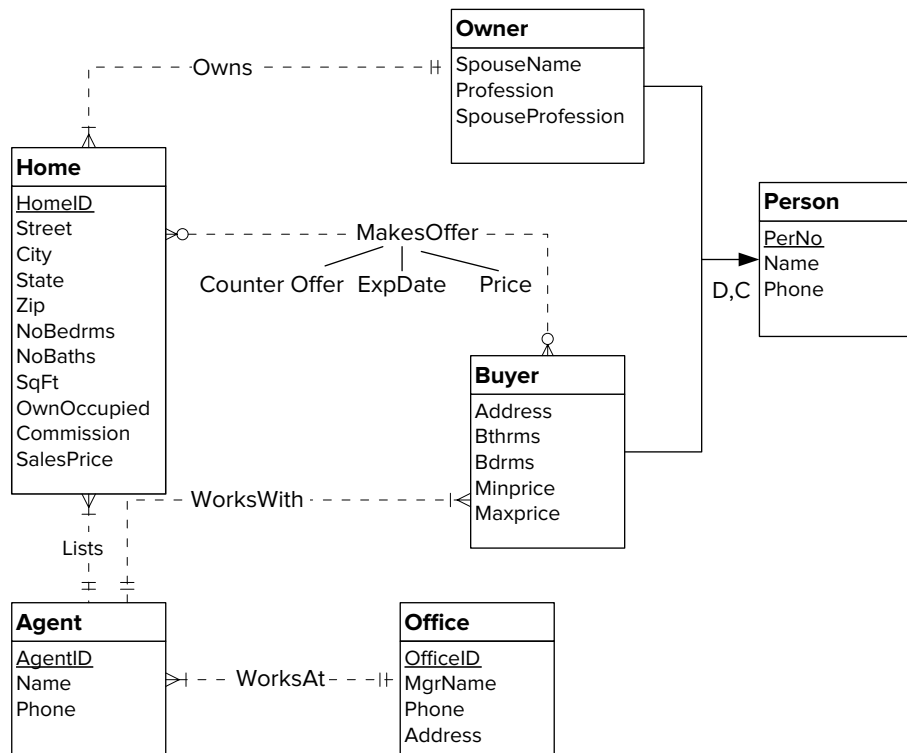 Owner
SpouseName
Profession
SpouseProfession
Owns
Home
HomeID
Street
City
State
Zip
NoBedrms
NoBaths
SqFt
OwnOccupied
Commission
SalesPrice
MakesOffer
Counter Offer ExpDate Price
Person
PerNo
Name
Phone
D,C
Buyer
Address
Bthrms
Bdrms
Minprice
Maxprice
WorksWith
Lists
Agent
AgentID
Name
Phone
WorksAt
Office
OfficeID
MgrName
Phone
Address